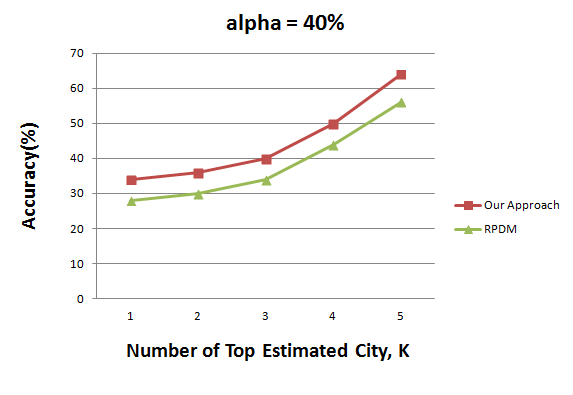 alpha = 40%
Accuracy(%)
70
60
50
40
30
20
10
0
1 2 3 4 5
Number of Top Estimated City, K
Our Approach
RPDM